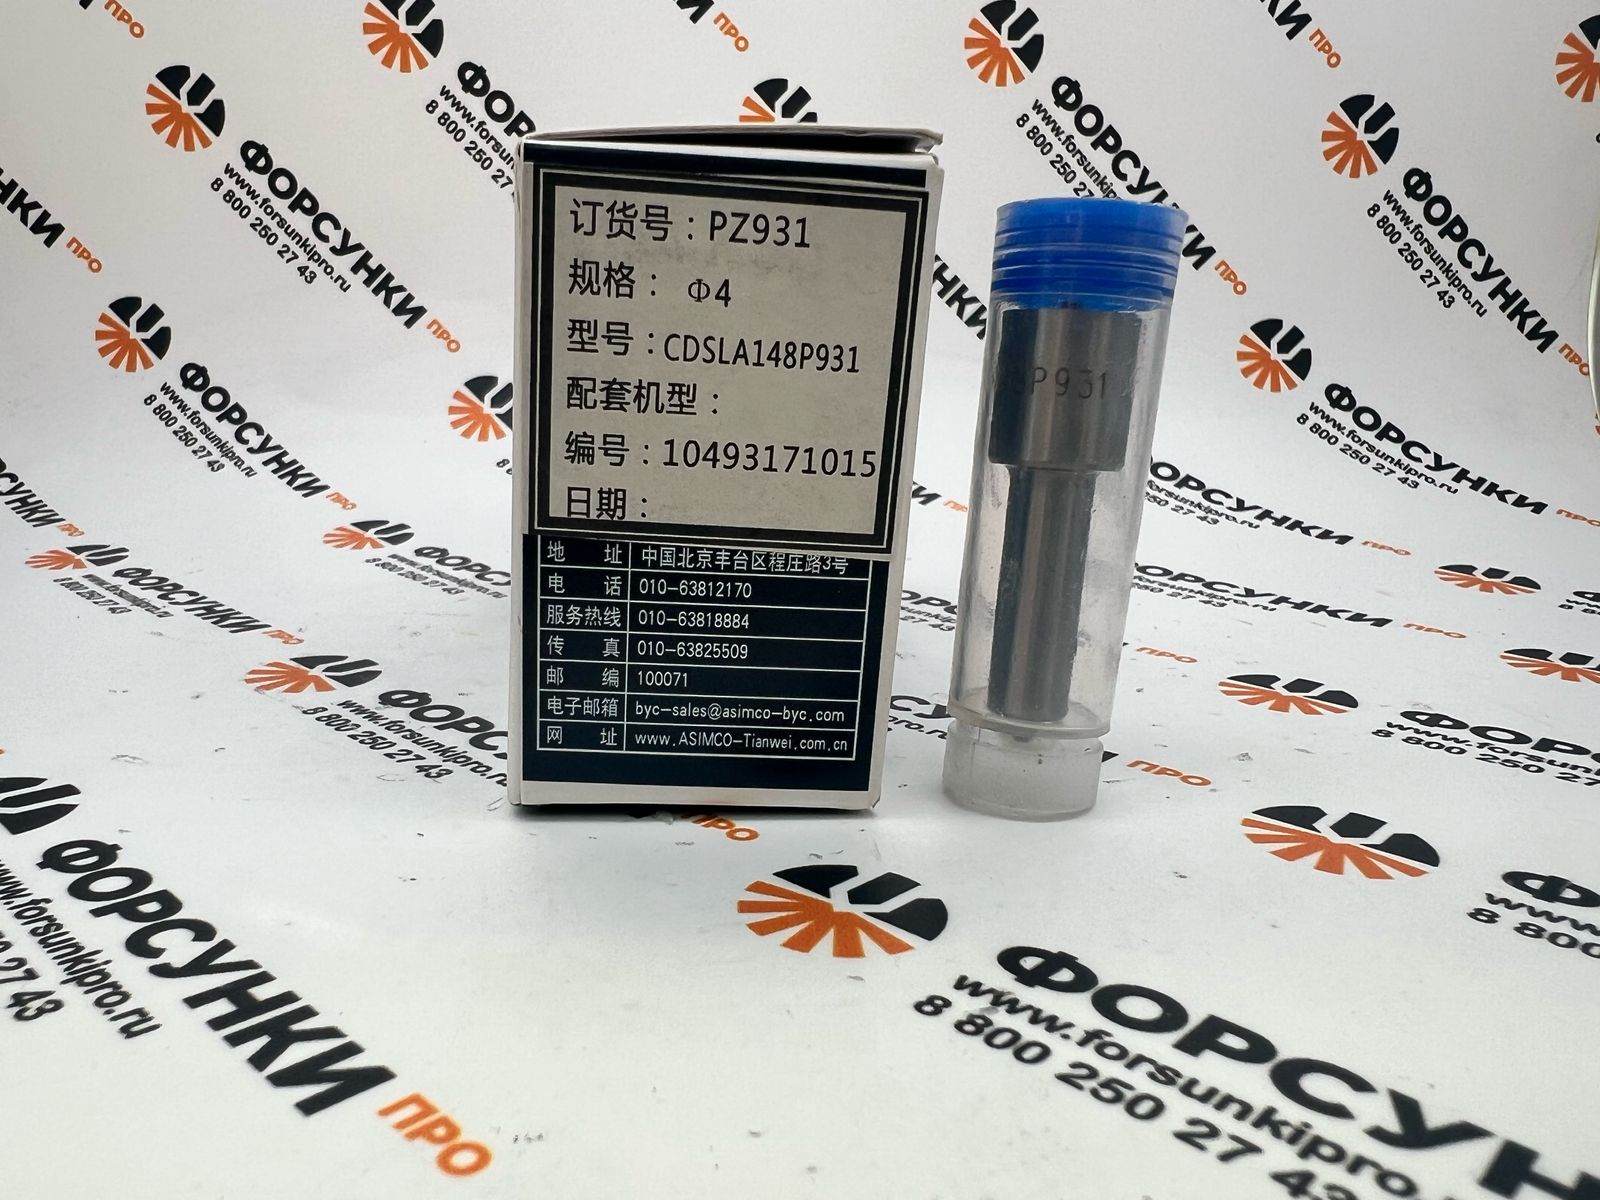 订货号：PZ931
规格： Φ4
型号：CDSLA148P931
配套机型：
编号：10493171015
日期：
地 址 中国北京丰台区程庄路3号
电 话 010-63812170
服务热线 010-63818884
传 真 010-63825509
邮 编 100071
电子邮箱 byc-sales@asimco-byc.com
网 址 www.ASIMCO-Tianwei.com.cn
P931
ФОРСУНКИ ПРО
www.forsunkipro.ru
8 800 250 27 43